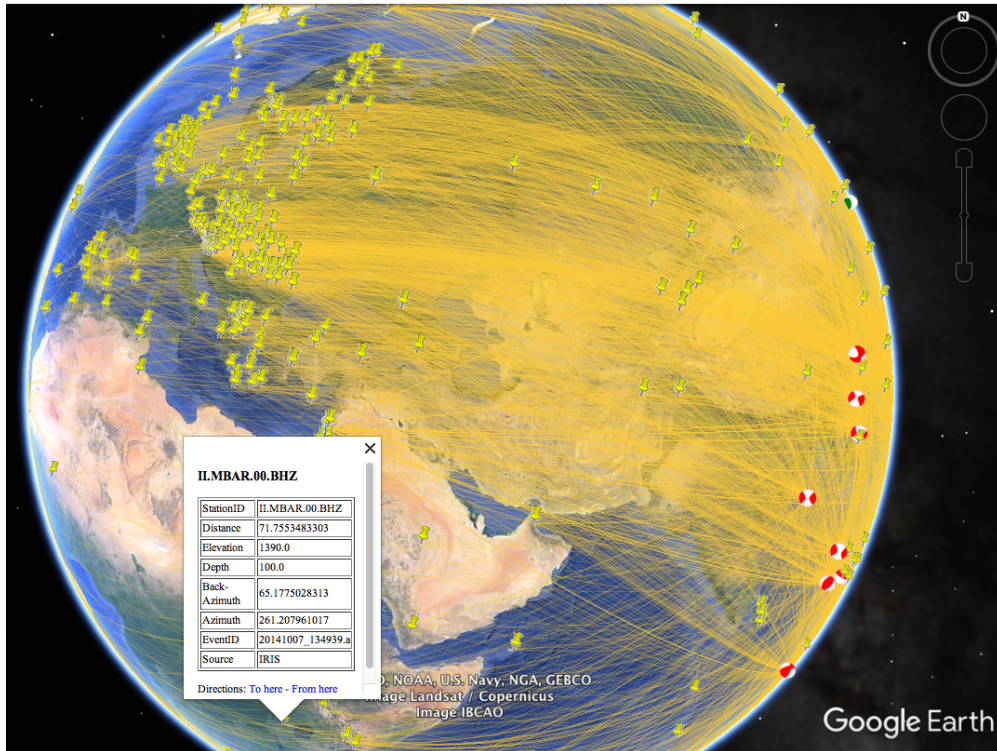 N
II.MBAR.00.BHZ
StationID II.MBAR.00.BHZ
Distance 71.7553483303
Elevation 1390.0
Depth 100.0
Back-
Azimuth 65.1775028313
Azimuth 261.207961017
EventID 20141007_134939.a
Source IRIS
Directions: To here - From here
O, NOAA, U.S. Navy, NGA, GEBCO
Image Landsat / Copernicus
Image IBCAO
Google Earth